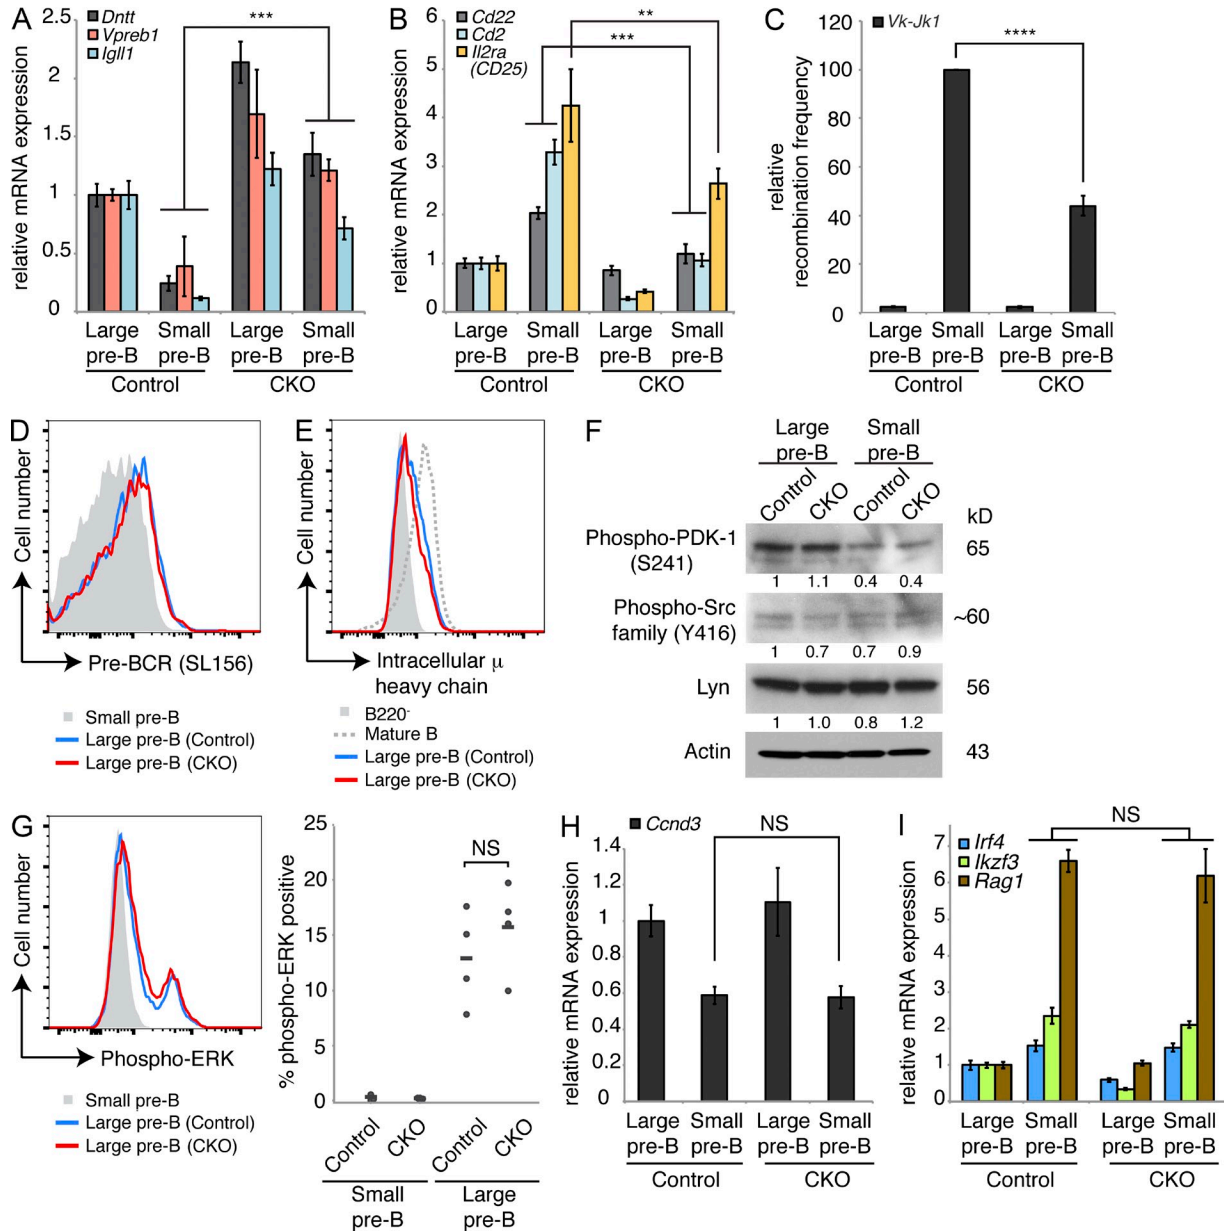 A
Dntt
Vpreb1
Igll1
***
relative mRNA expression
2.5
2
1.5
1
0.5
0
Large pre-B
Small pre-B
Large pre-B
Small pre-B
Control
CKO
B
Cd22
Cd2
Il2ra
(CD25)
**
***
relative mRNA expression
6
5
4
3
2
1
0
Large pre-B
Small pre-B
Large pre-B
Small pre-B
Control
CKO
C
Vk-Jk1
****
relative
recombination frequency
120
100
80
60
40
20
0
Large pre-B
Small pre-B
Large pre-B
Small pre-B
Control
CKO
D
Cell number
Pre-BCR (SL156)
Small pre-B
Large pre-B (Control)
Large pre-B (CKO)
E
Cell number
Intracellular μ
heavy chain
B220-
Mature B
Large pre-B (Control)
Large pre-B (CKO)
F
Large pre-B
Small pre-B
Control
CKO
Control
CKO
kD
Phospho-PDK-1
(S241)
65
1 1.1 0.4 0.4
Phospho-Src
family (Y416)
~60
1 0.7 0.7 0.9
Lyn
56
1 1.0 0.8 1.2
Actin
43
G
Cell number
Phospho-ERK
Small pre-B
Large pre-B (Control)
Large pre-B (CKO)
% phospho-ERK positive
25
20
15
10
5
0
NS
Control
CKO
Control
CKO
Small pre-B
Large pre-B
H
Ccnd3
NS
relative mRNA expression
1.4
1.2
1
0.8
0.6
0.4
0.2
0
Large pre-B
Small pre-B
Large pre-B
Small pre-B
Control
CKO
I
Irf4
Ikzf3
Rag1
NS
relative mRNA expression
7
6
5
4
3
2
1
0
Large pre-B
Small pre-B
Large pre-B
Small pre-B
Control
CKO